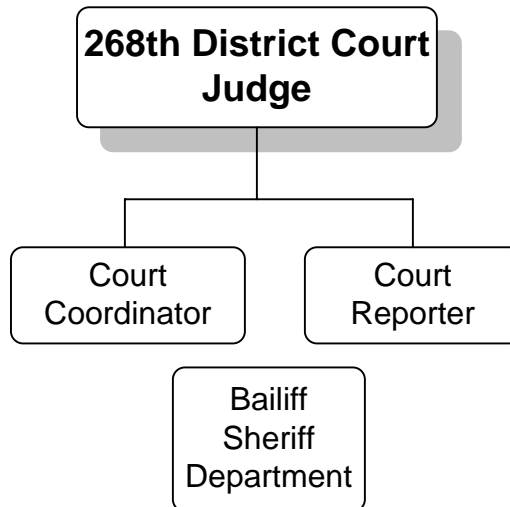 268th District Court
Judge
Court
Coordinator
Court
Reporter
Bailiff
Sheriff
Department